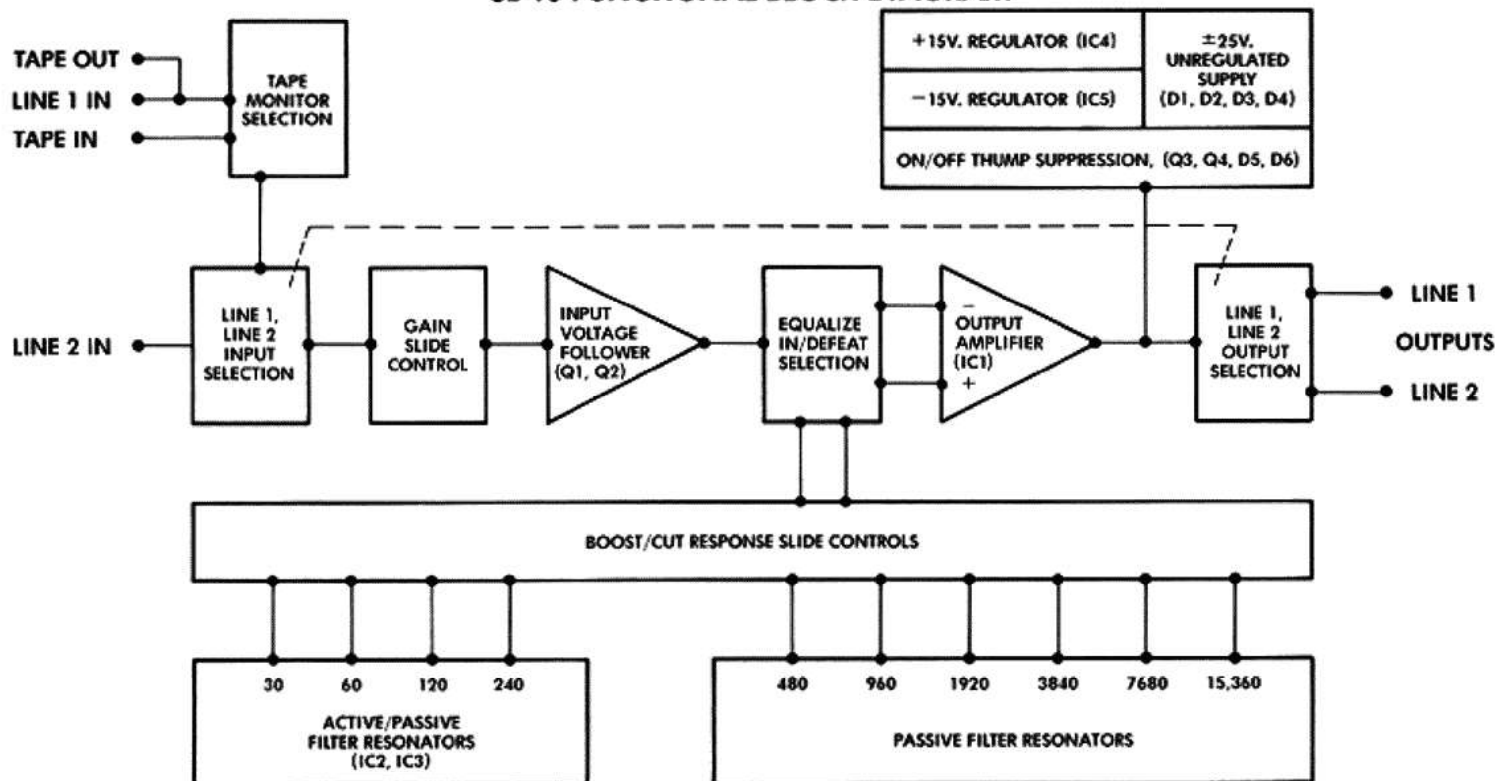 TAPE OUT
LINE 1 IN
TAPE IN
TAPE
MONITOR
SELECTION
+15V. REGULATOR (IC4)
−15V. REGULATOR (IC5)
±25V.
UNREGULATED
SUPPLY
(D1, D2, D3, D4)
ON/OFF THUMP SUPPRESSION, (Q3, Q4, D5, D6)
LINE 2 IN
LINE 1,
LINE 2
INPUT
SELECTION
GAIN
SLIDE
CONTROL
INPUT
VOLTAGE
FOLLOWER
(Q1, Q2)
EQUALIZE
IN/DEFEAT
SELECTION
−
OUTPUT
AMPLIFIER
(IC1)
+
LINE 1,
LINE 2
OUTPUT
SELECTION
LINE 1
OUTPUTS
LINE 2
BOOST/CUT RESPONSE SLIDE CONTROLS
30 60 120 240
ACTIVE/PASSIVE
FILTER RESONATORS
(IC2, IC3)
480 960 1920 3840 7680 15,360
PASSIVE FILTER RESONATORS